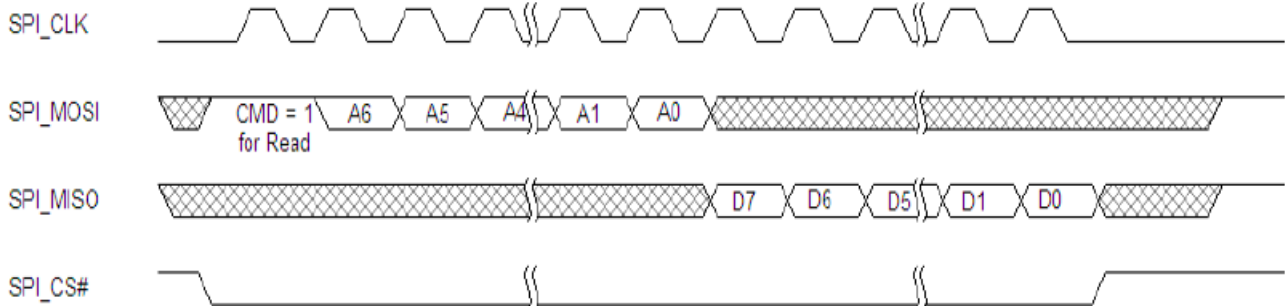 SPI_CLK
SPI_MOSI
CMD = 1
for Read
A6
A5
A4
A1
A0
SPI_MISO
D7
D6
D5
D1
D0
SPI_CS#